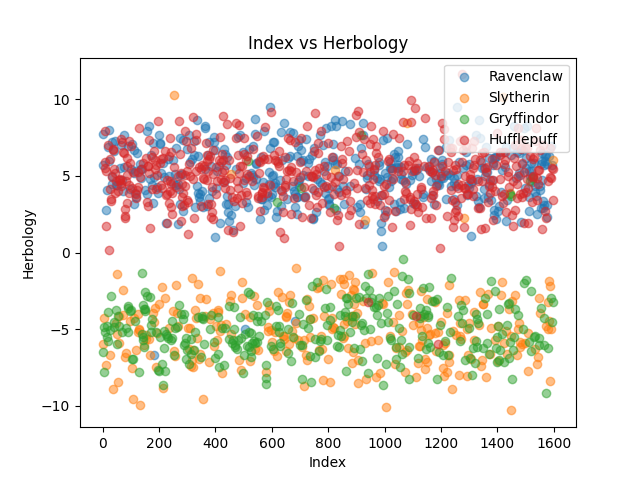 Index vs Herbology
Ravenclaw
Slytherin
Gryffindor
Hufflepuff
10
5
0
−5
−10
Herbology
0 200 400 600 800 1000 1200 1400 1600
Index